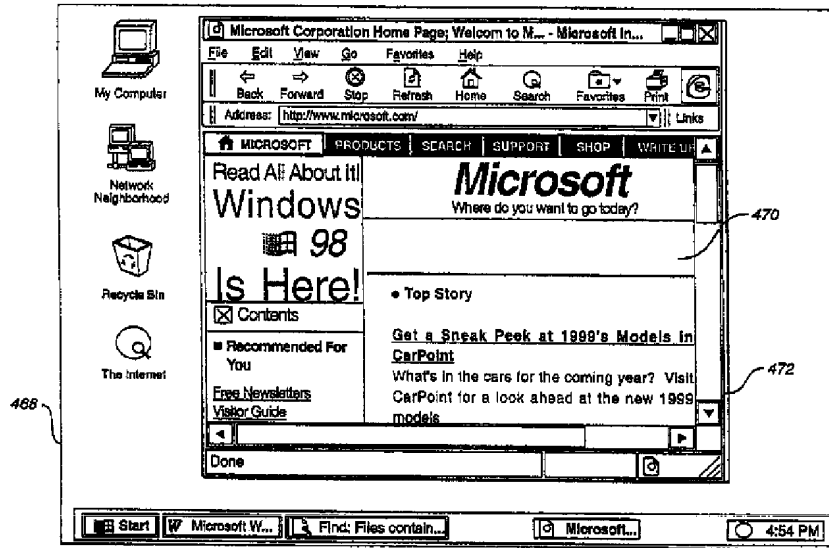 Microsoft Corporation Home Page; Welcom to M... - Microsoft In...
File Edit View Go Favorites Help
Back Forward Stop Refresh Home Search Favorites Print
Address: http://www.microsoft.com/ Links
MICROSOFT PRODUCTS SEARCH SUPPORT SHOP WRITE US
My Computer
Network
Neighborhood
Recycle Bin
The Internet
Read All About It!
Windows
98
Is Here!
Contents
Recommended For
You
Free Newsletters
Visitor Guide
Microsoft
Where do you want to go today?
• Top Story
Get a Sneak Peek at 1999's Models in
CarPoint
What's in the cars for the coming year? Visit
CarPoint for a look ahead at the new 1999
models
Done
470
472
468
Start W Microsoft W... Find: Files contain... Microsoft... 4:54 PM